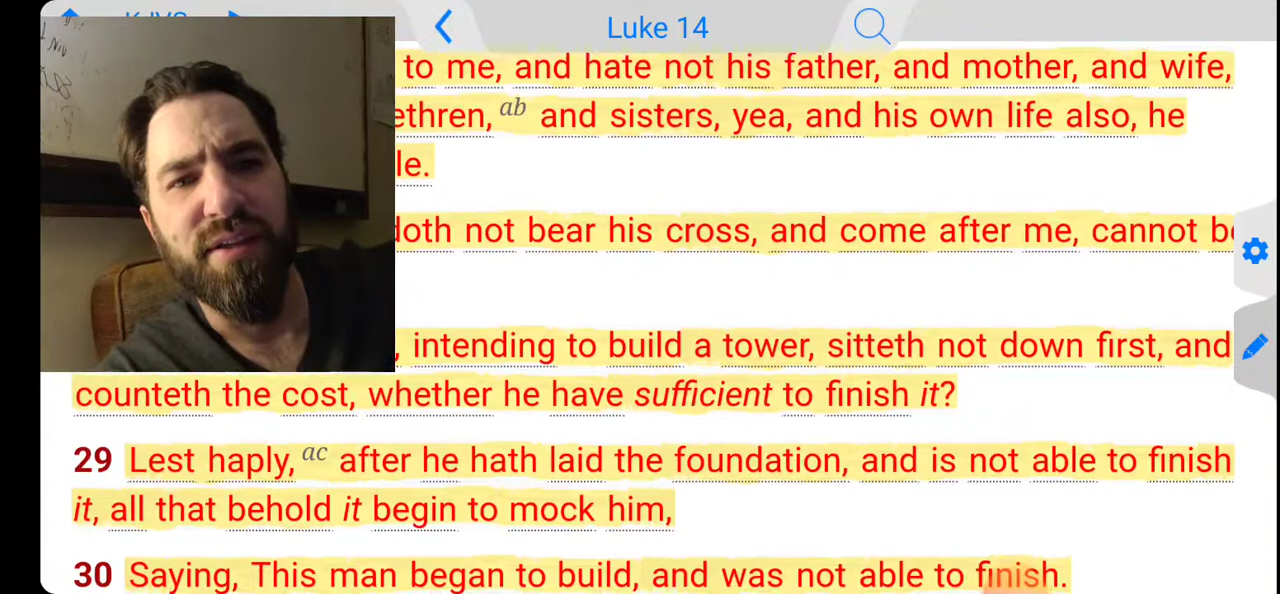 Luke 14
to me, and hate not his father, and mother, and wife,
ethren, ab and sisters, yea, and his own life also, he
le.
doth not bear his cross, and come after me, cannot b
, intending to build a tower, sitteth not down first, and
counteth the cost, whether he have sufficient to finish it?
29 Lest haply, ac after he hath laid the foundation, and is not able to finish
it, all that behold it begin to mock him,
30 Saying, This man began to build, and was not able to finish.